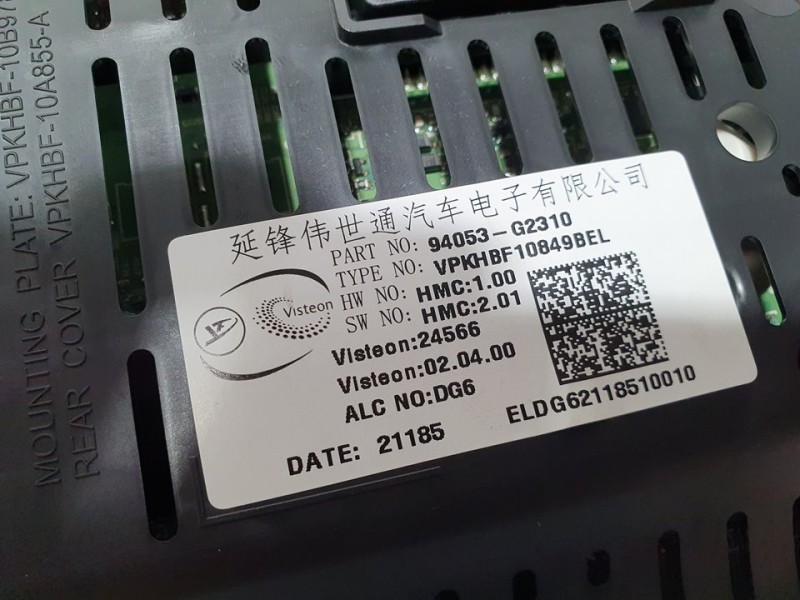 MOUNTING PLATE: VPKHBF-10B97
REAR COVER VPKHBF-10A855-A
延锋伟世通汽车电子有限公司
PART NO: 94053-G2310
TYPE NO: VPKHBF10849BEL
HW NO: HMC:1.00
SW NO: HMC:2.01
Visteon
Visteon:24566
Visteon:02.04.00
ALC NO:DG6
ELDG62118510010
DATE: 21185